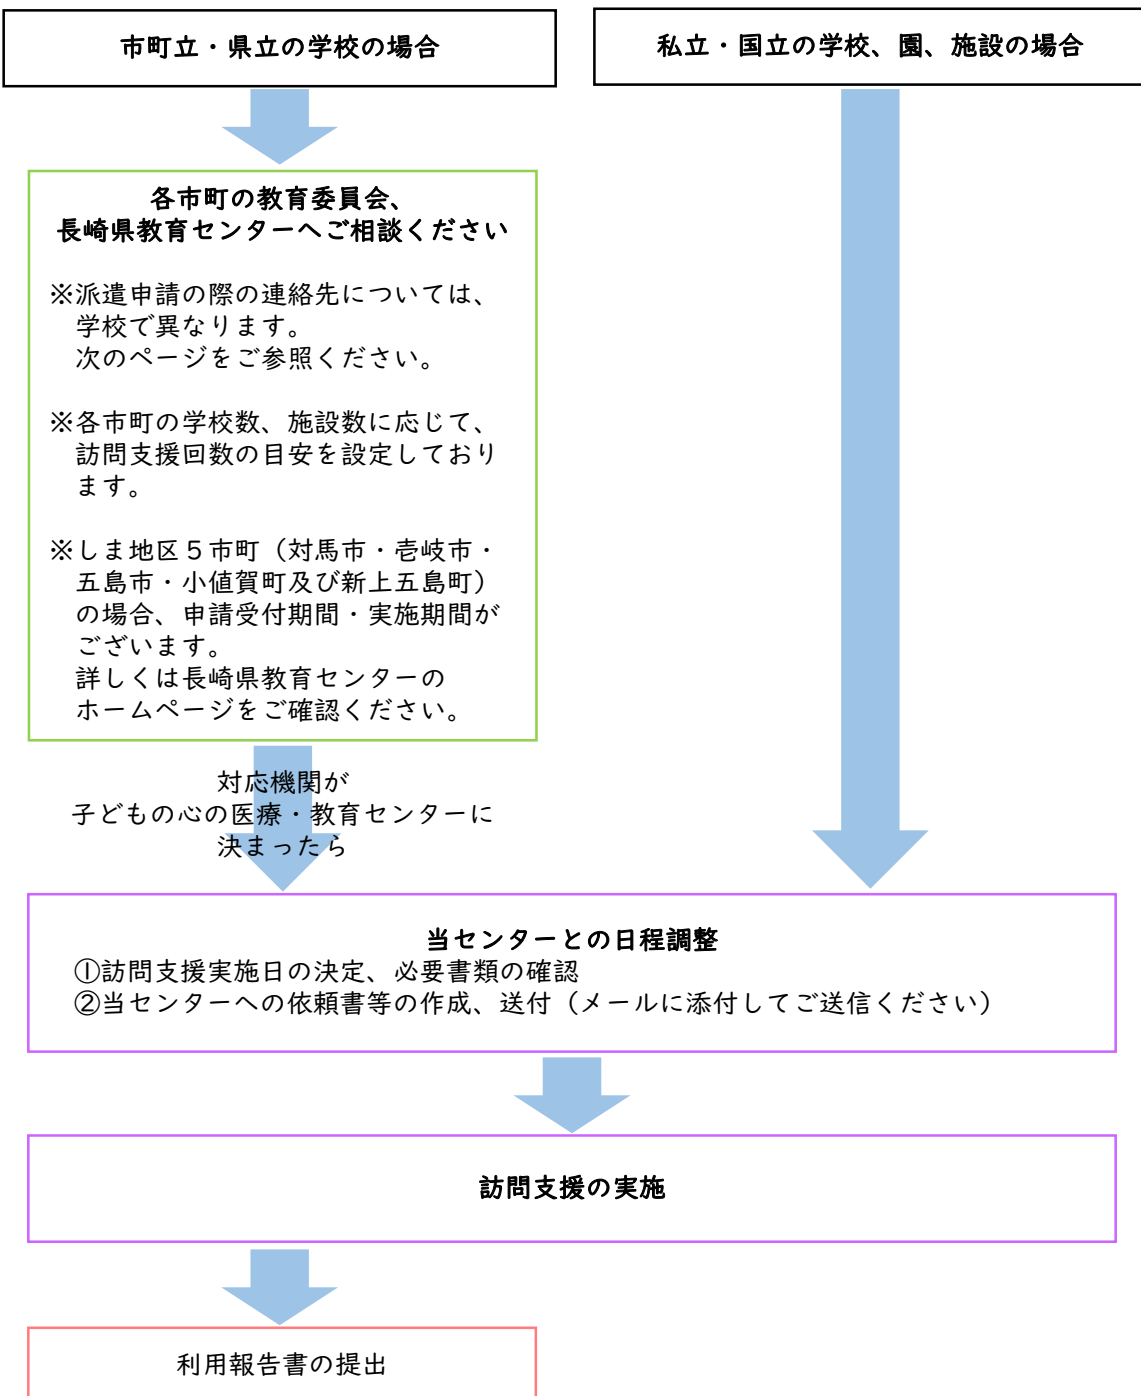 市町立・県立の学校の場合
私立・国立の学校、園、施設の場合
各市町の教育委員会、
長崎県教育センターへご相談ください
※派遣申請の際の連絡先については、
学校で異なります。
次のページをご参照ください。
※各市町の学校数、施設数に応じて、
訪問支援回数の目安を設定しており
ます。
※しま地区５市町（対馬市・壱岐市・
五島市・小値賀町及び新上五島町）
の場合、申請受付期間・実施期間が
ございます。
詳しくは長崎県教育センターの
ホームページをご確認ください。
対応機関が
子どもの心の医療・教育センターに
決まったら
当センターとの日程調整
①訪問支援実施日の決定、必要書類の確認
②当センターへの依頼書等の作成、送付（メールに添付してご送信ください）
訪問支援の実施
利用報告書の提出